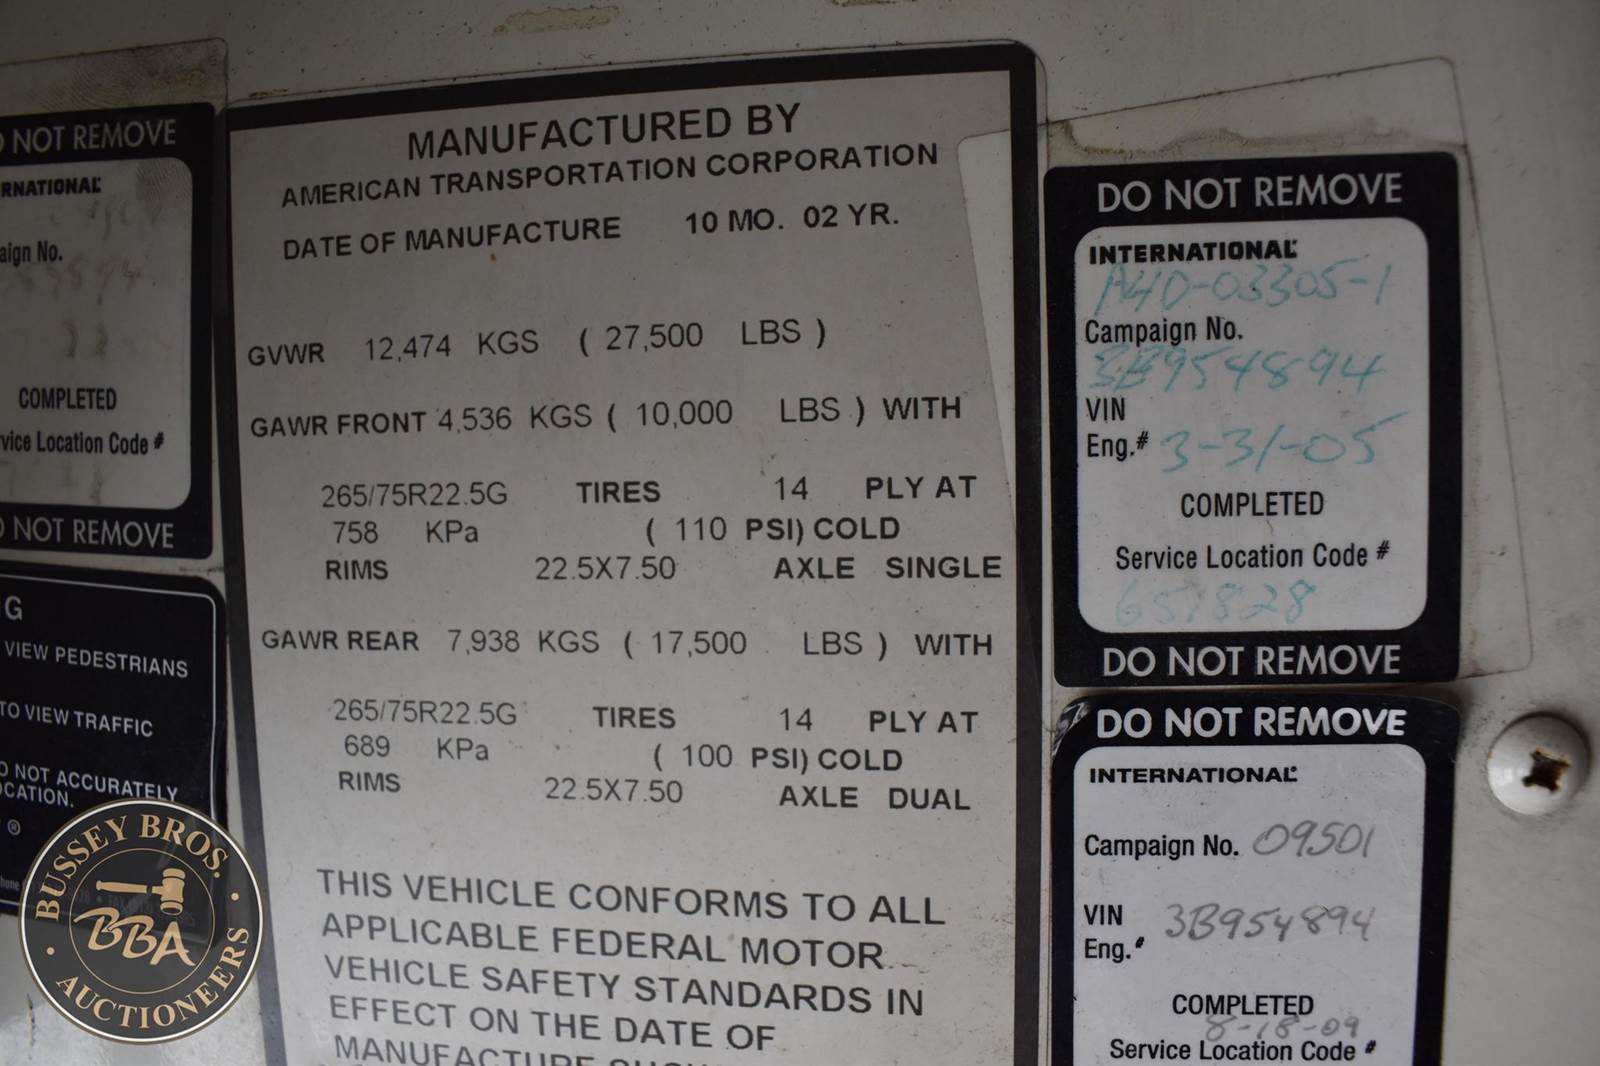 DO NOT REMOVE
INTERNATIONAL
aign No.
COMPLETED
rvice Location Code #
DO NOT REMOVE
G
VIEW PEDESTRIANS
TO VIEW TRAFFIC
NOT ACCURATELY
OCATION.
®
MANUFACTURED BY
AMERICAN TRANSPORTATION CORPORATION
DATE OF MANUFACTURE 10 MO. 02 YR.
GVWR 12,474 KGS ( 27,500 LBS )
GAWR FRONT 4,536 KGS ( 10,000 LBS ) WITH
265/75R22.5G TIRES 14 PLY AT
758 KPa ( 110 PSI) COLD
RIMS 22.5X7.50 AXLE SINGLE
GAWR REAR 7,938 KGS ( 17,500 LBS ) WITH
265/75R22.5G TIRES 14 PLY AT
689 KPa ( 100 PSI) COLD
RIMS 22.5X7.50 AXLE DUAL
THIS VEHICLE CONFORMS TO ALL
APPLICABLE FEDERAL MOTOR
VEHICLE SAFETY STANDARDS IN
EFFECT ON THE DATE OF
MANUFACTURE
DO NOT REMOVE
INTERNATIONAL
A40-03305-1
Campaign No.
3B954894
VIN
Eng.# 3-31-05
COMPLETED
Service Location Code #
651828
DO NOT REMOVE
DO NOT REMOVE
INTERNATIONAL
Campaign No. 09501
VIN 3B954894
Eng.#
COMPLETED
8-18-09
Service Location Code #
BUSSEY BROS.
BBA
AUCTIONEERS